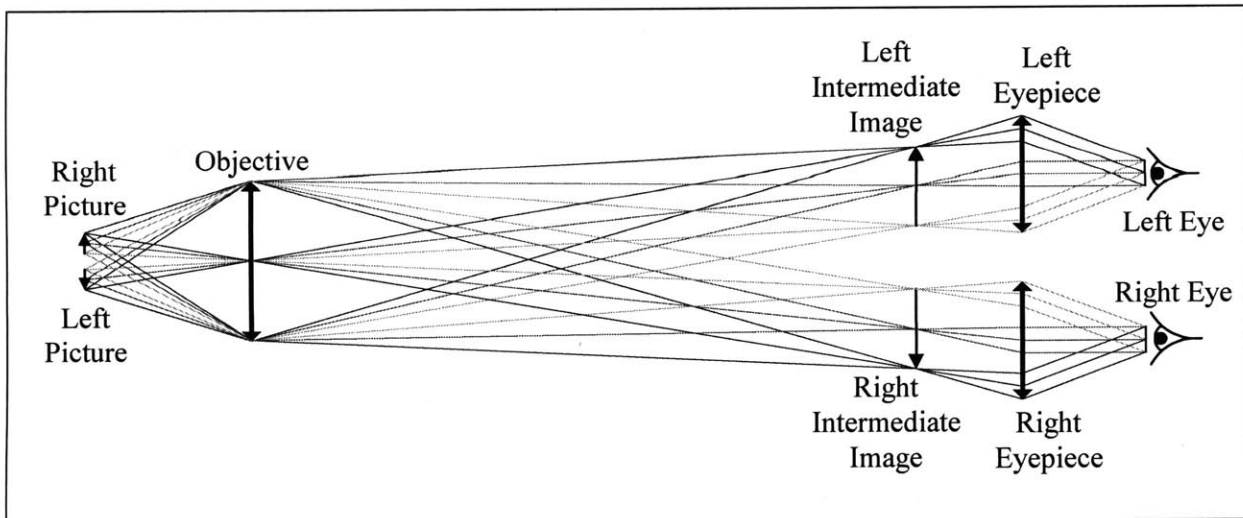 Right
Picture
Left
Picture
Objective
Left
Intermediate
Image
Left
Eyepiece
Left Eye
Right Eye
Right
Intermediate
Image
Right
Eyepiece